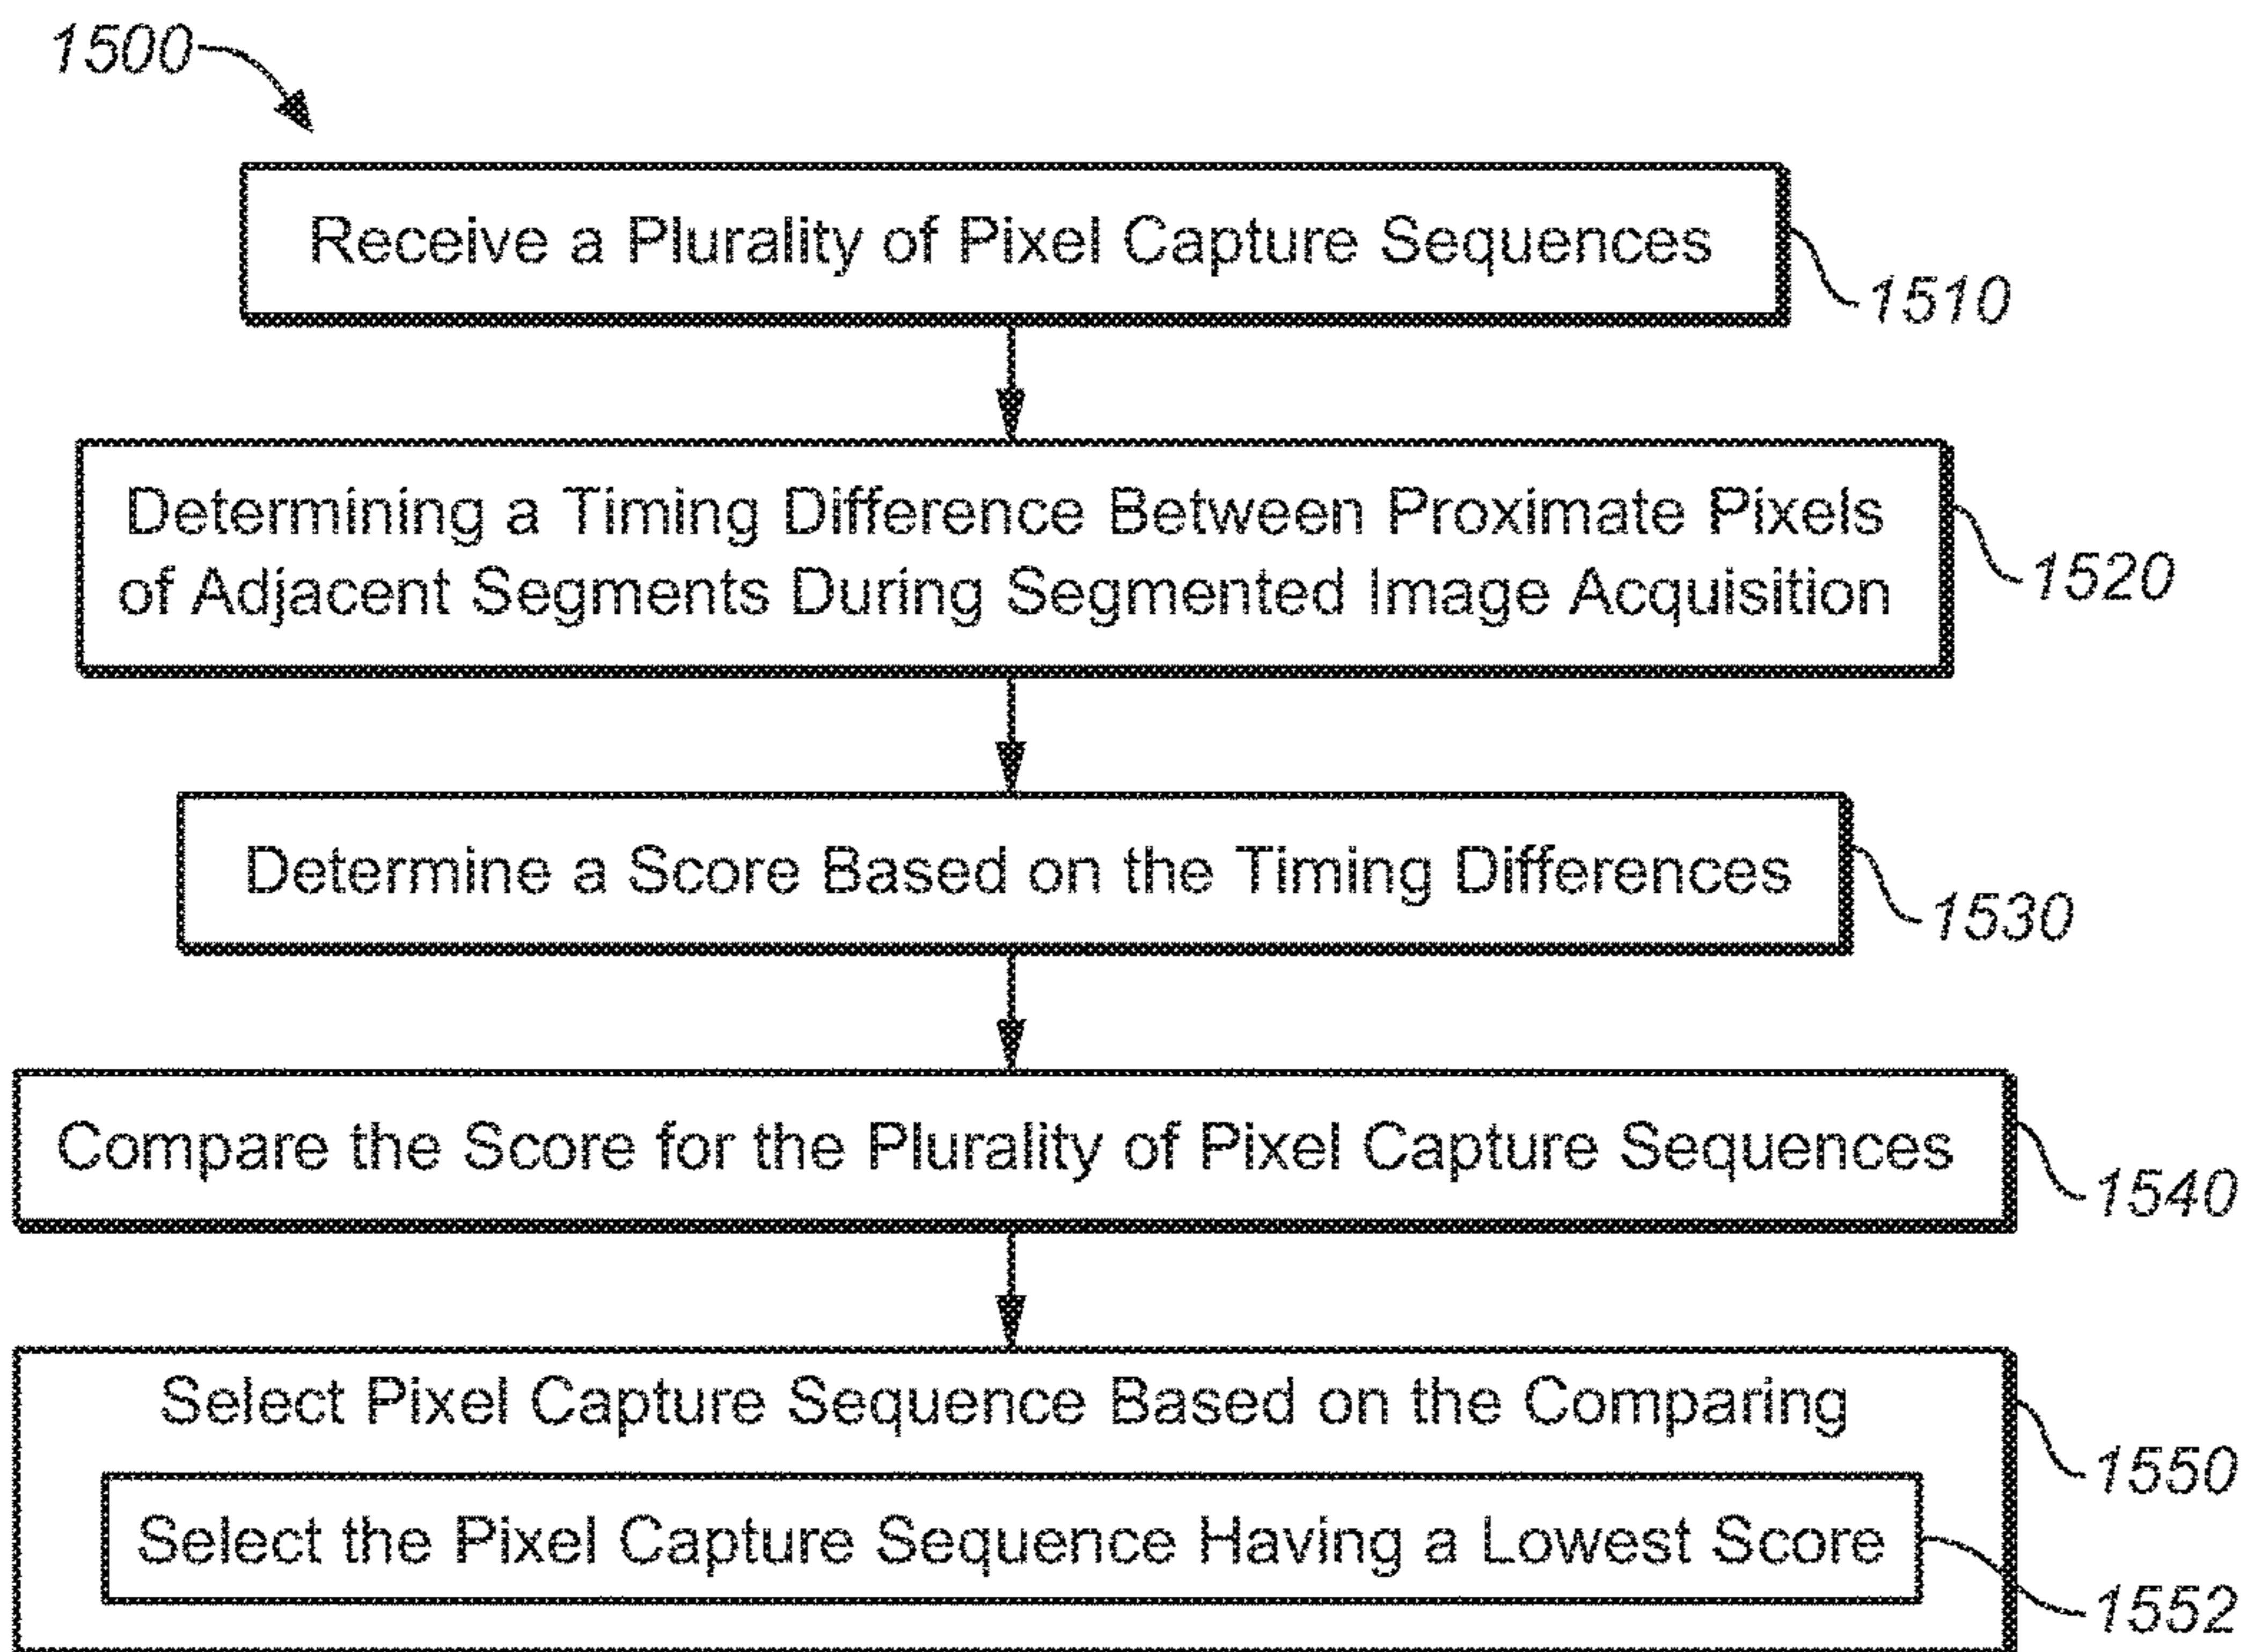 1500
Receive a Plurality of Pixel Capture Sequences
1510
Determining a Timing Difference Between Proximate Pixels
of Adjacent Segments During Segmented Image Acquisition
1520
Determine a Score Based on the Timing Differences
1530
Compare the Score for the Plurality of Pixel Capture Sequences
1540
Select Pixel Capture Sequence Based on the Comparing
1550
Select the Pixel Capture Sequence Having a Lowest Score
1552